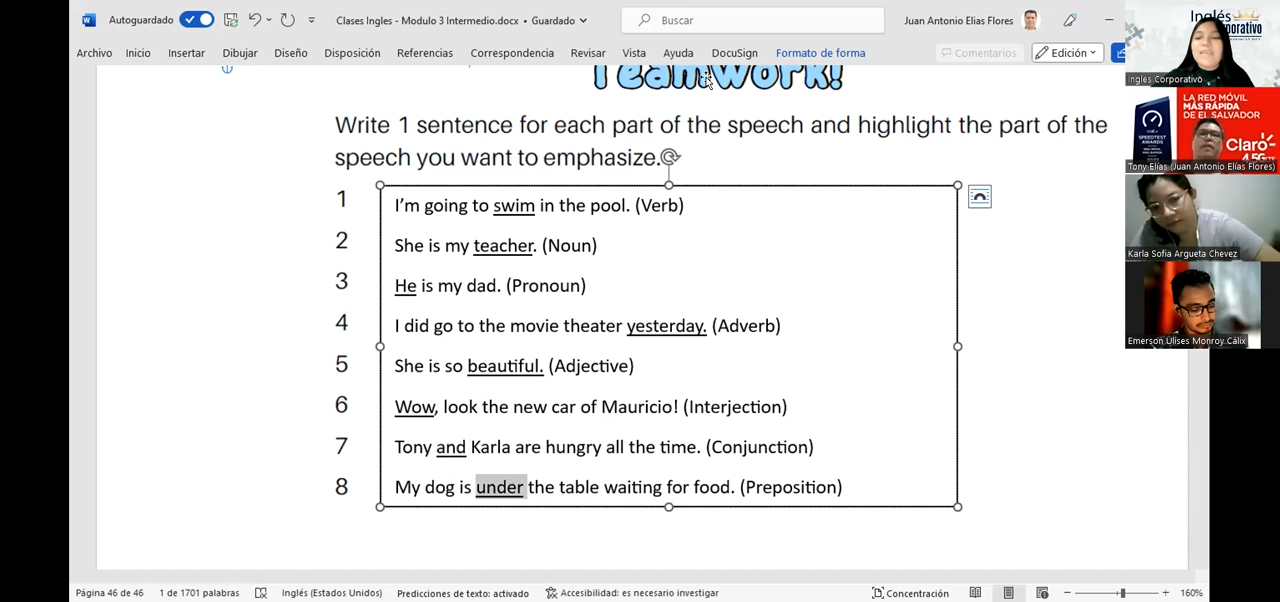 Autoguardado
Clases Ingles - Modulo 3 Intermedio.docx • Guardado
Buscar
Juan Antonio Elias Flores
Archivo Inicio Insertar Dibujar Diseño Disposición Referencias Correspondencia Revisar Vista Ayuda DocuSign Formato de forma
Comentarios
Edición
TeamWork!
Write 1 sentence for each part of the speech and highlight the part of the
speech you want to emphasize.
1 I'm going to swim in the pool. (Verb)
2 She is my teacher. (Noun)
3 He is my dad. (Pronoun)
4 I did go to the movie theater yesterday. (Adverb)
5 She is so beautiful. (Adjective)
6 Wow, look the new car of Mauricio! (Interjection)
7 Tony and Karla are hungry all the time. (Conjunction)
8 My dog is under the table waiting for food. (Preposition)
Inglés
Ingles Corporativo
LA RED MÓVIL
MÁS RÁPIDA
DE EL SALVADOR
SPEEDTEST
AWARDS
Claro
4.5G
Tony Elías (Juan Antonio Elías Flores)
Karla Sofia Argueta Chevez
Emerson Ulises Monroy Cálix
Página 46 de 46 1 de 1701 palabras Inglés (Estados Unidos) Predicciones de texto: activado Accesibilidad: es necesario investigar Concentración 160%